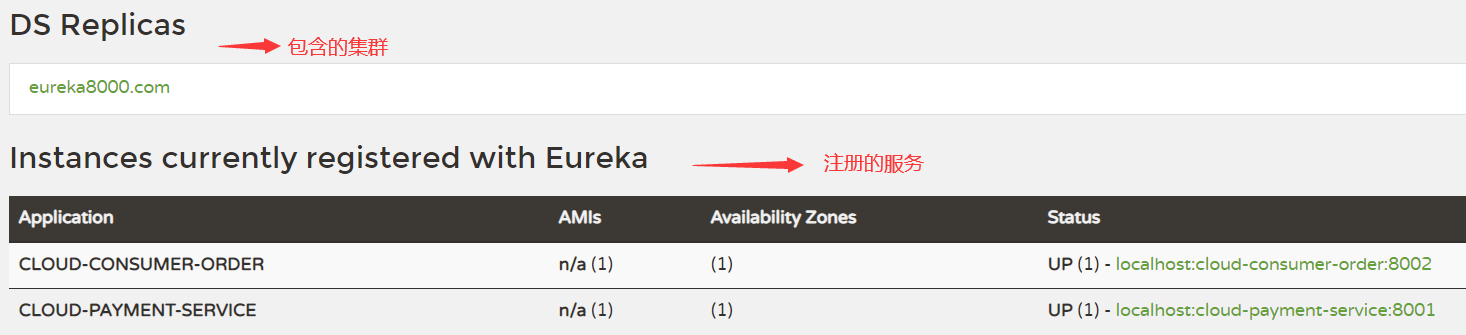 DS Replicas
包含的集群
eureka8000.com
Instances currently registered with Eureka
注册的服务
Application AMIs Availability Zones Status
CLOUD-CONSUMER-ORDER n/a (1) (1) UP (1) - localhost:cloud-consumer-order:8002
CLOUD-PAYMENT-SERVICE n/a (1) (1) UP (1) - localhost:cloud-payment-service:8001